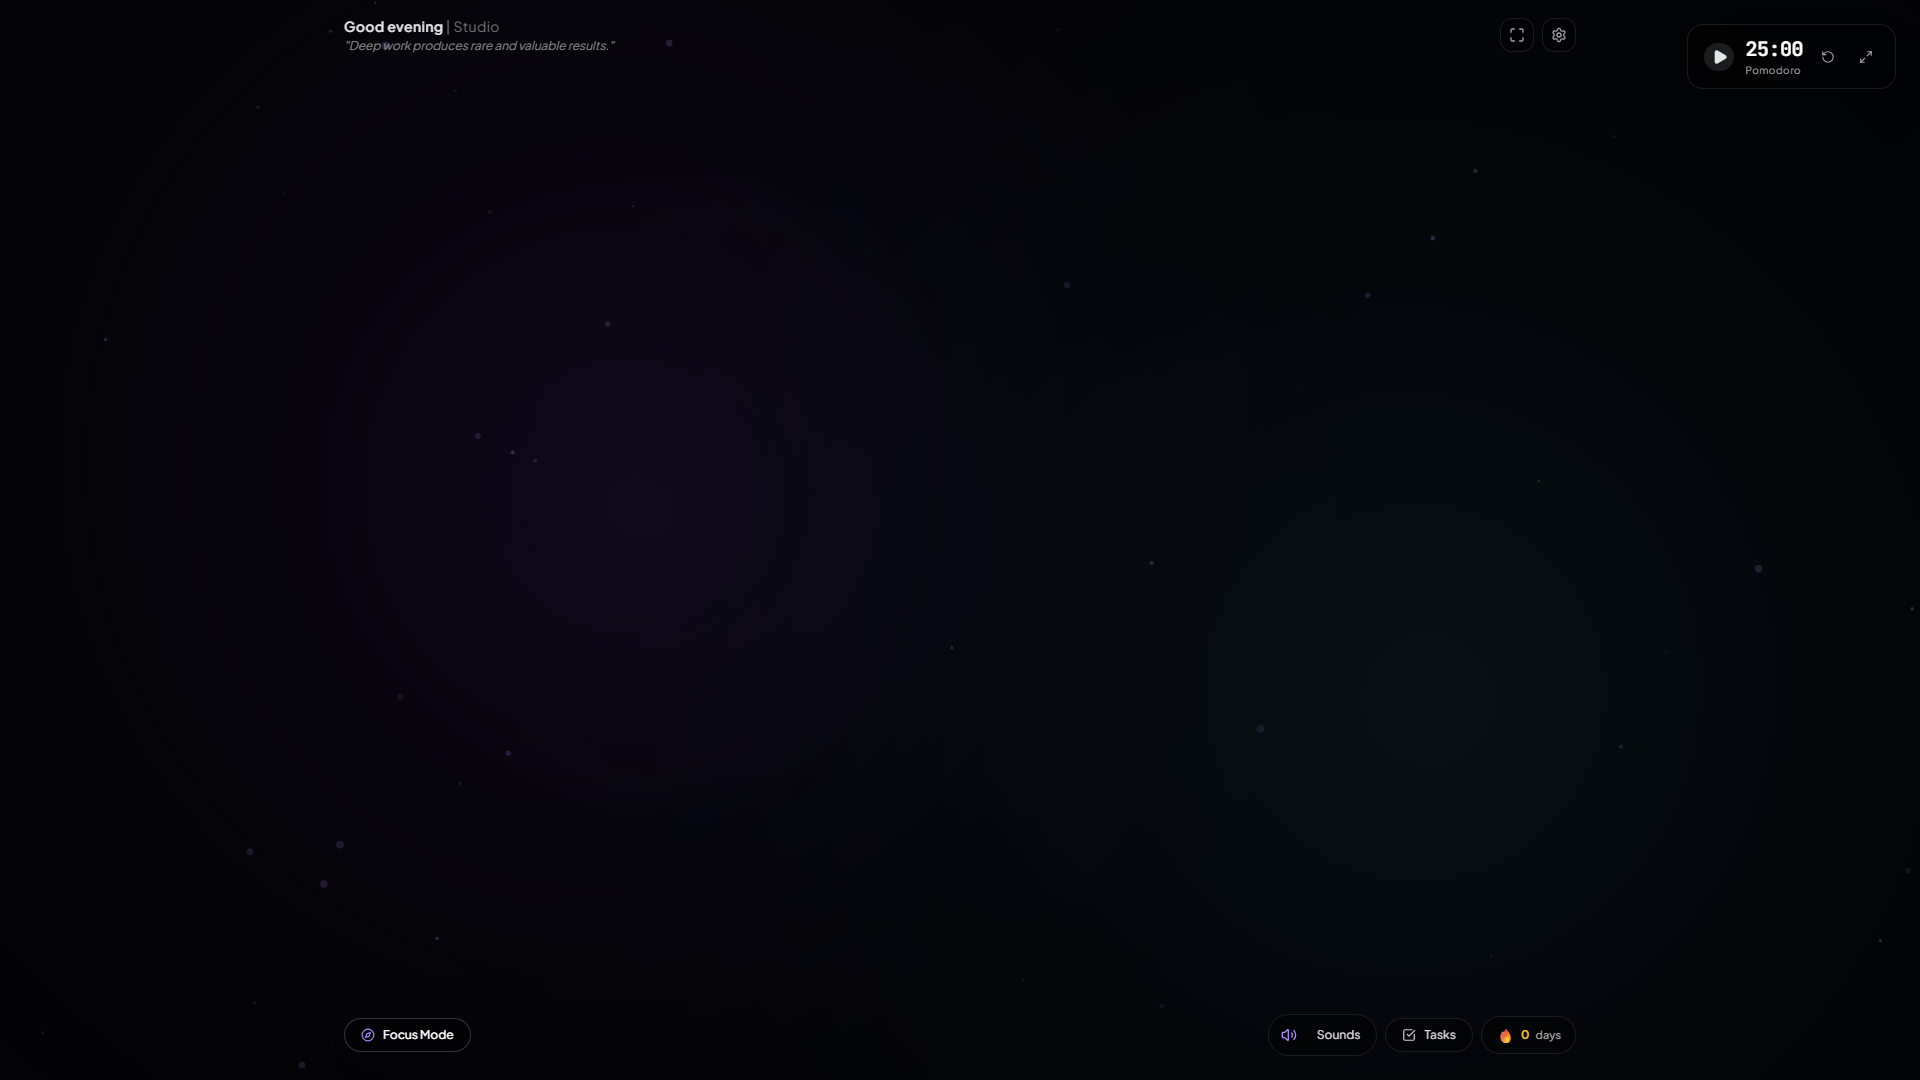 Good evening | Studio
"Deep work produces rare and valuable results."
25:00
Pomodoro
Focus Mode
Sounds
Tasks
0 days